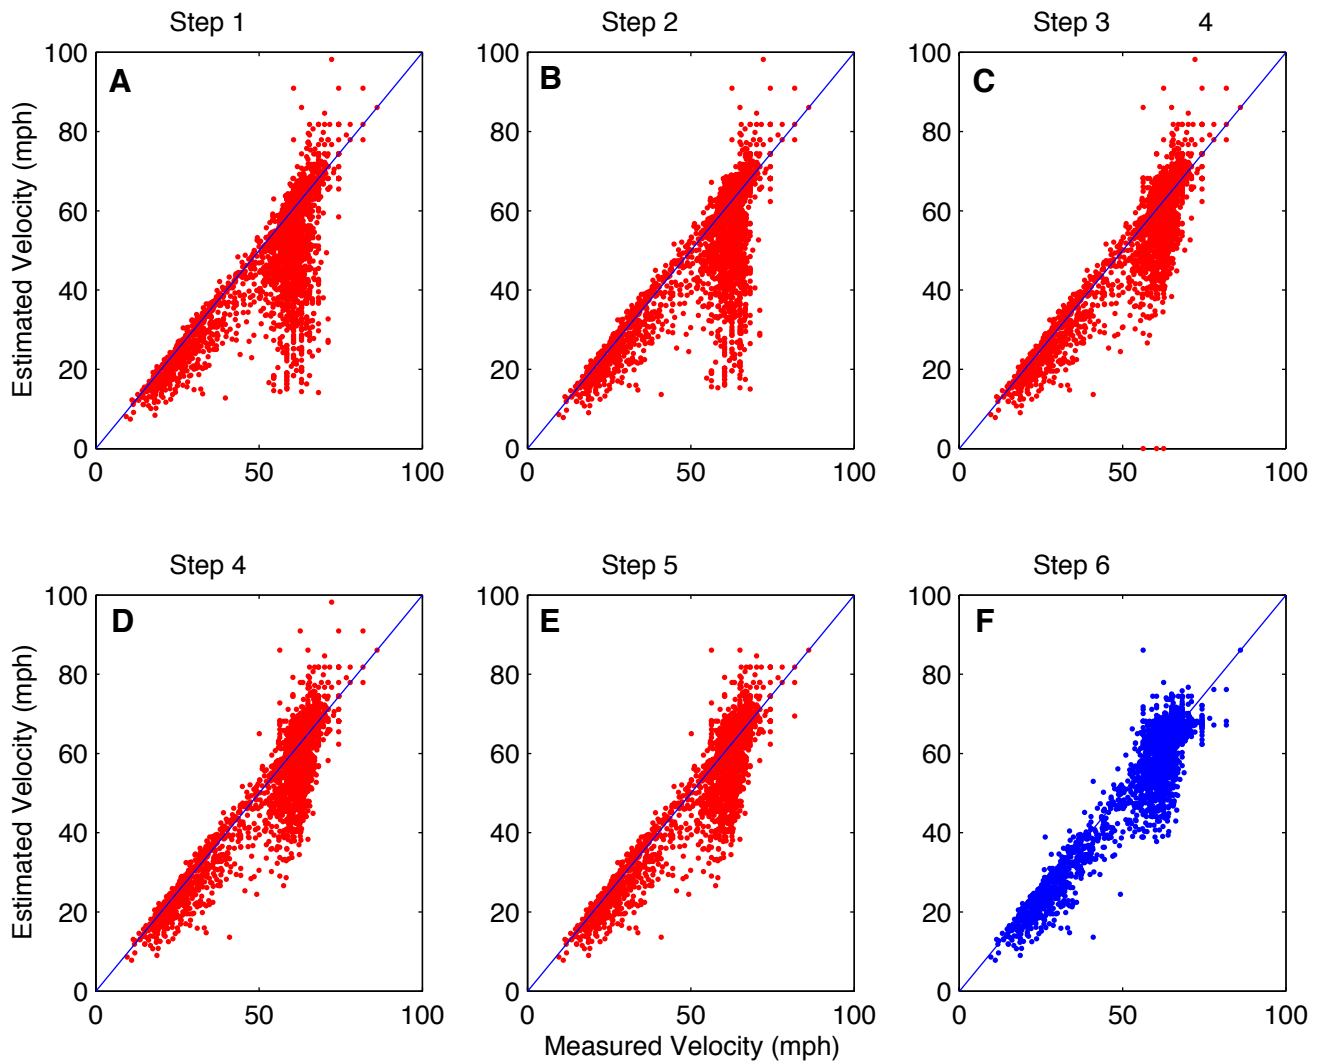 Step 1 Step 2 Step 3 4
A B C
Estimated Velocity (mph)
100 100 100
80 80 80
60 60 60
40 40 40
20 20 20
0 0 0
0 50 100 0 50 100 0 50 100
Step 4 Step 5 Step 6
D E F
Estimated Velocity (mph)
100 100 100
80 80 80
60 60 60
40 40 40
20 20 20
0 0 0
0 50 100 0 50 100 0 50 100
Measured Velocity (mph)